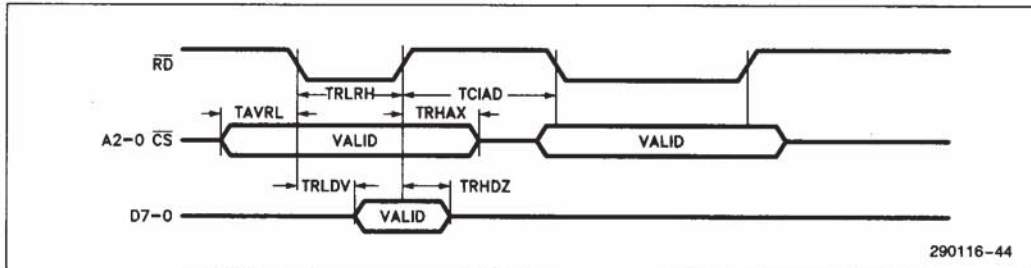 RD
TRLRH TCIAD
TAVRL TRHAX
A2-0 CS VALID VALID
TRLDV TRHDZ
D7-0 VALID
290116-44